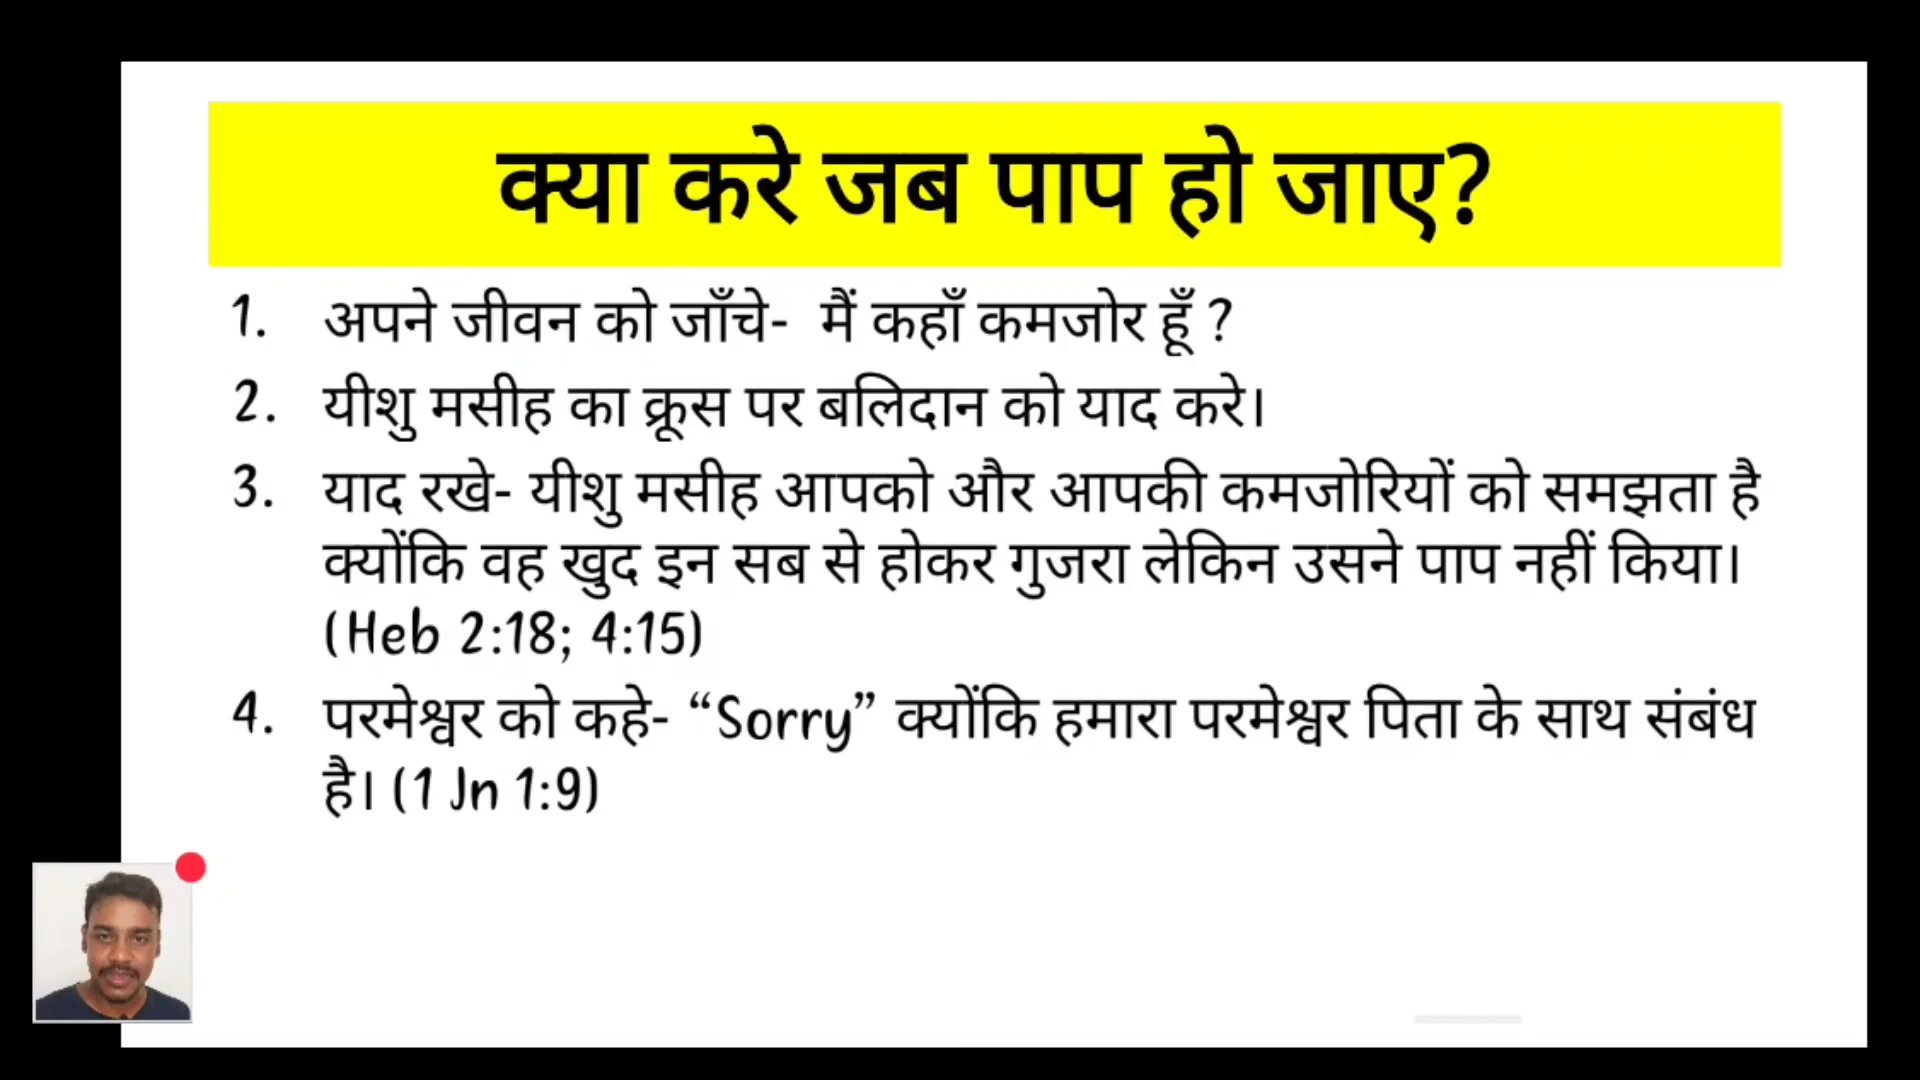 क्या करे जब पाप हो जाए?
1. अपने जीवन को जाँचे- मैं कहाँ कमजोर हूँ ?
2. यीशु मसीह का क्रूस पर बलिदान को याद करे।
3. याद रखे- यीशु मसीह आपको और आपकी कमजोरियों को समझता है
क्योंकि वह खुद इन सब से होकर गुजरा लेकिन उसने पाप नहीं किया।
(Heb 2:18; 4:15)
4. परमेश्वर को कहे- “Sorry” क्योंकि हमारा परमेश्वर पिता के साथ संबंध
है। (1 Jn 1:9)